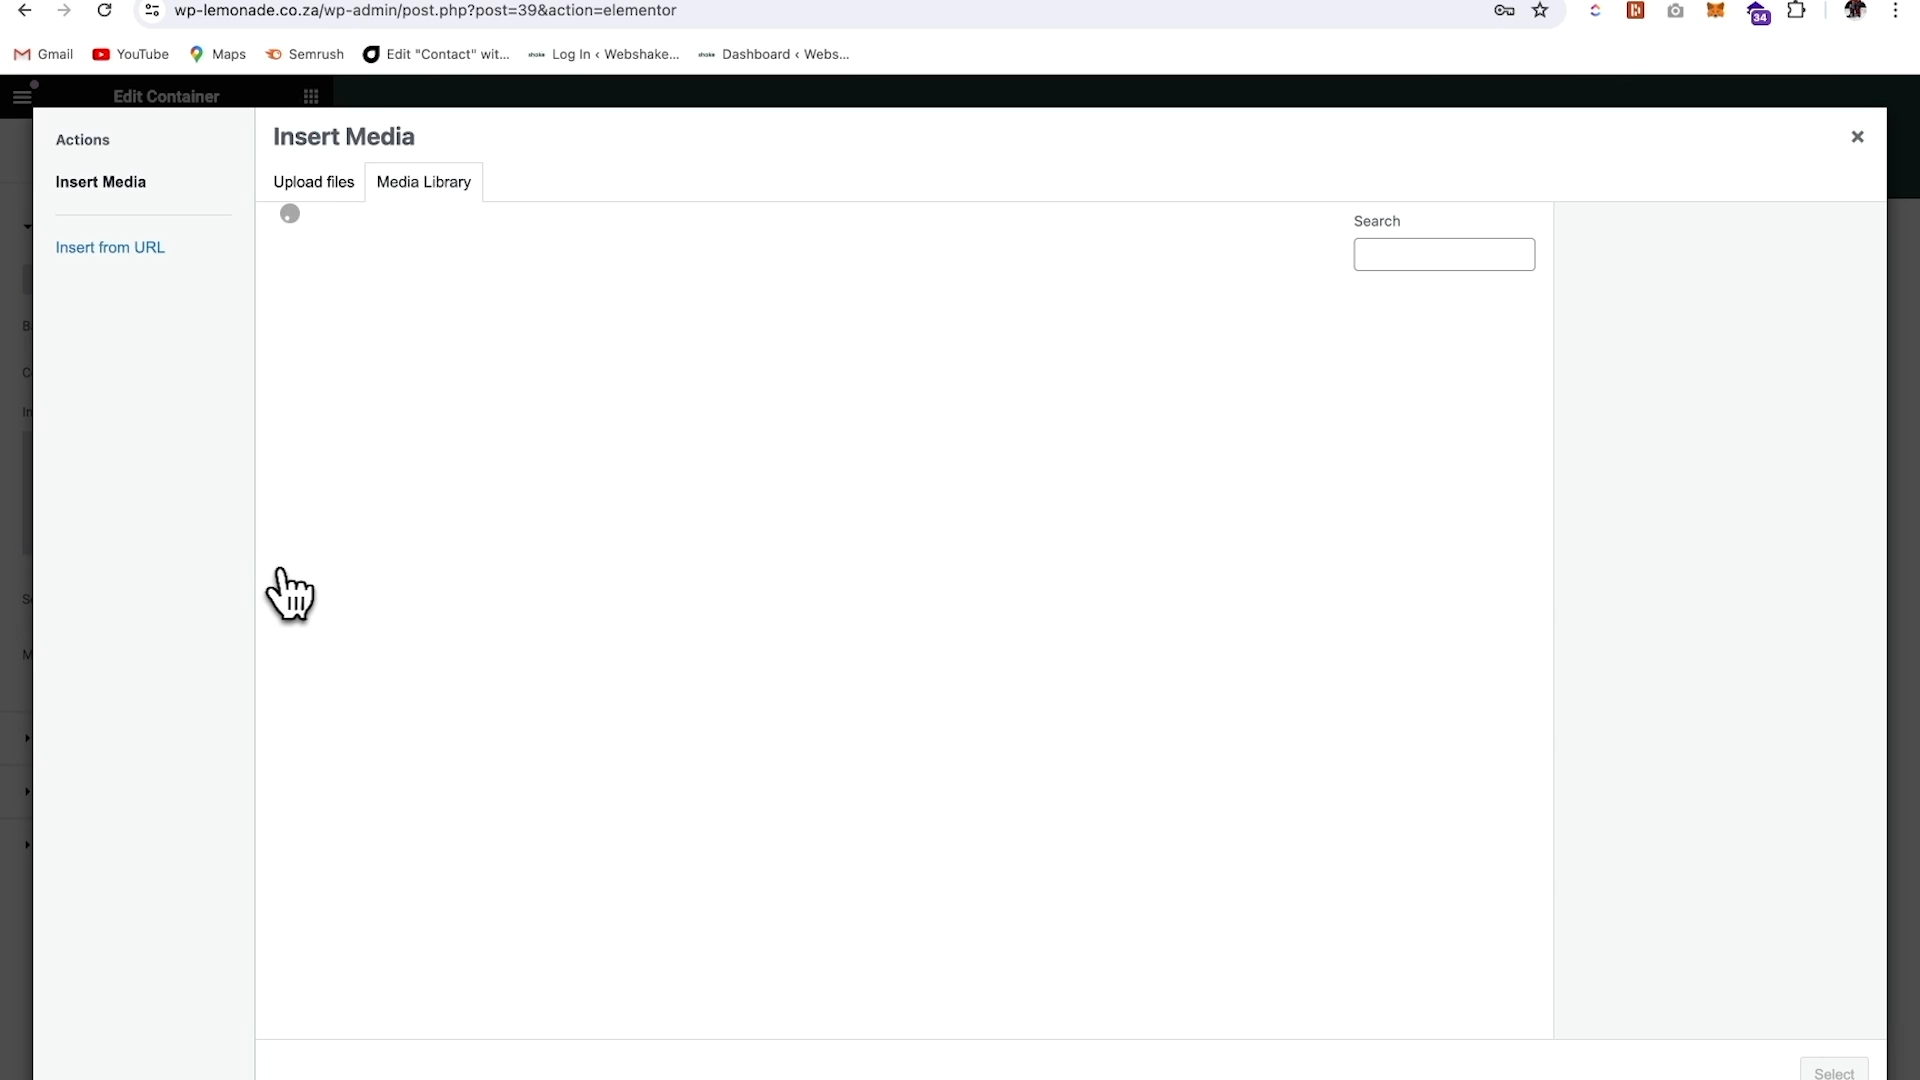 wp-lemonade.co.za/wp-admin/post.php?post=39&action=elementor
34
Gmail
YouTube
Maps
Semrush
Edit "Contact" wit...
Log In ‹ Webshake...
Dashboard ‹ Webs...
Edit Container
Actions
Insert Media
Insert from URL
Insert Media
Upload files
Media Library
Search
Select